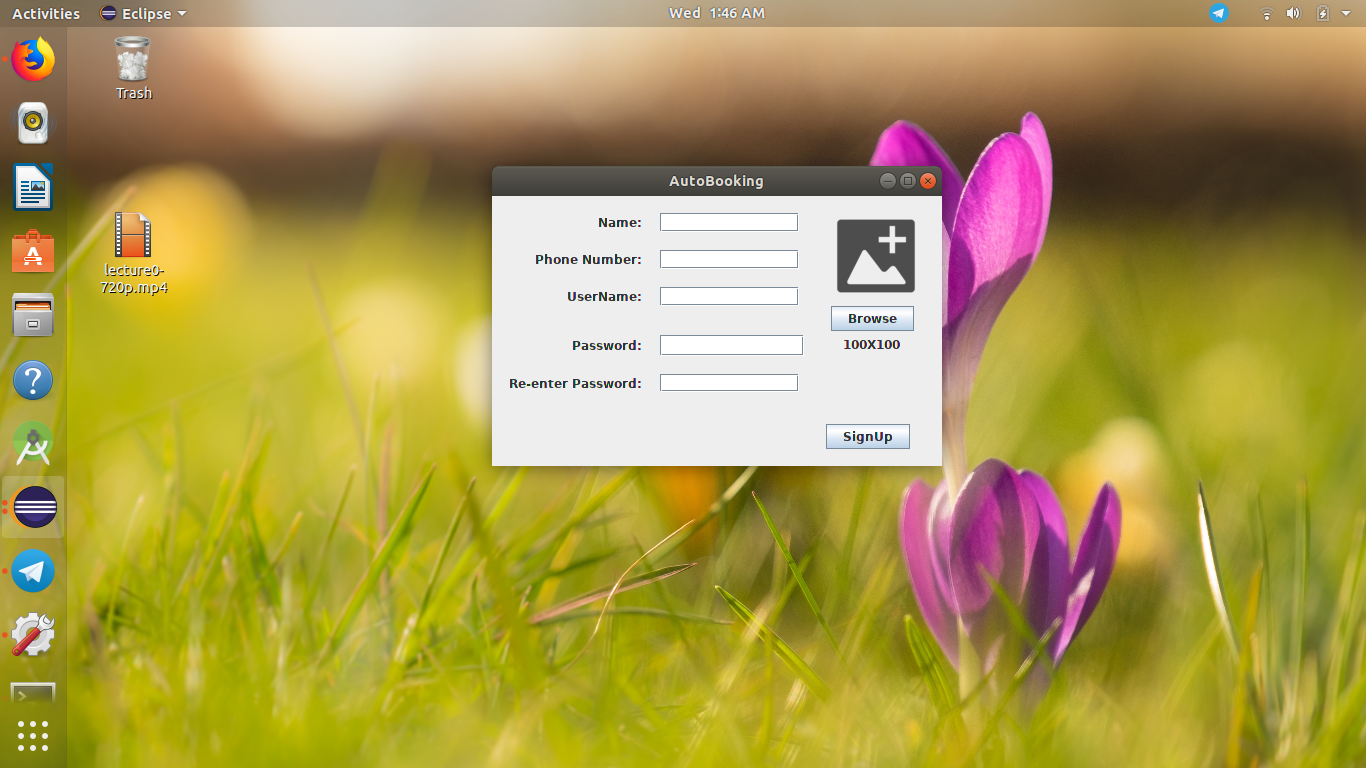 Activities
Eclipse
Wed 1:46 AM
Trash
lecture0-
720p.mp4
AutoBooking
Name:
Phone Number:
UserName:
Browse
100X100
Password:
Re-enter Password:
SignUp